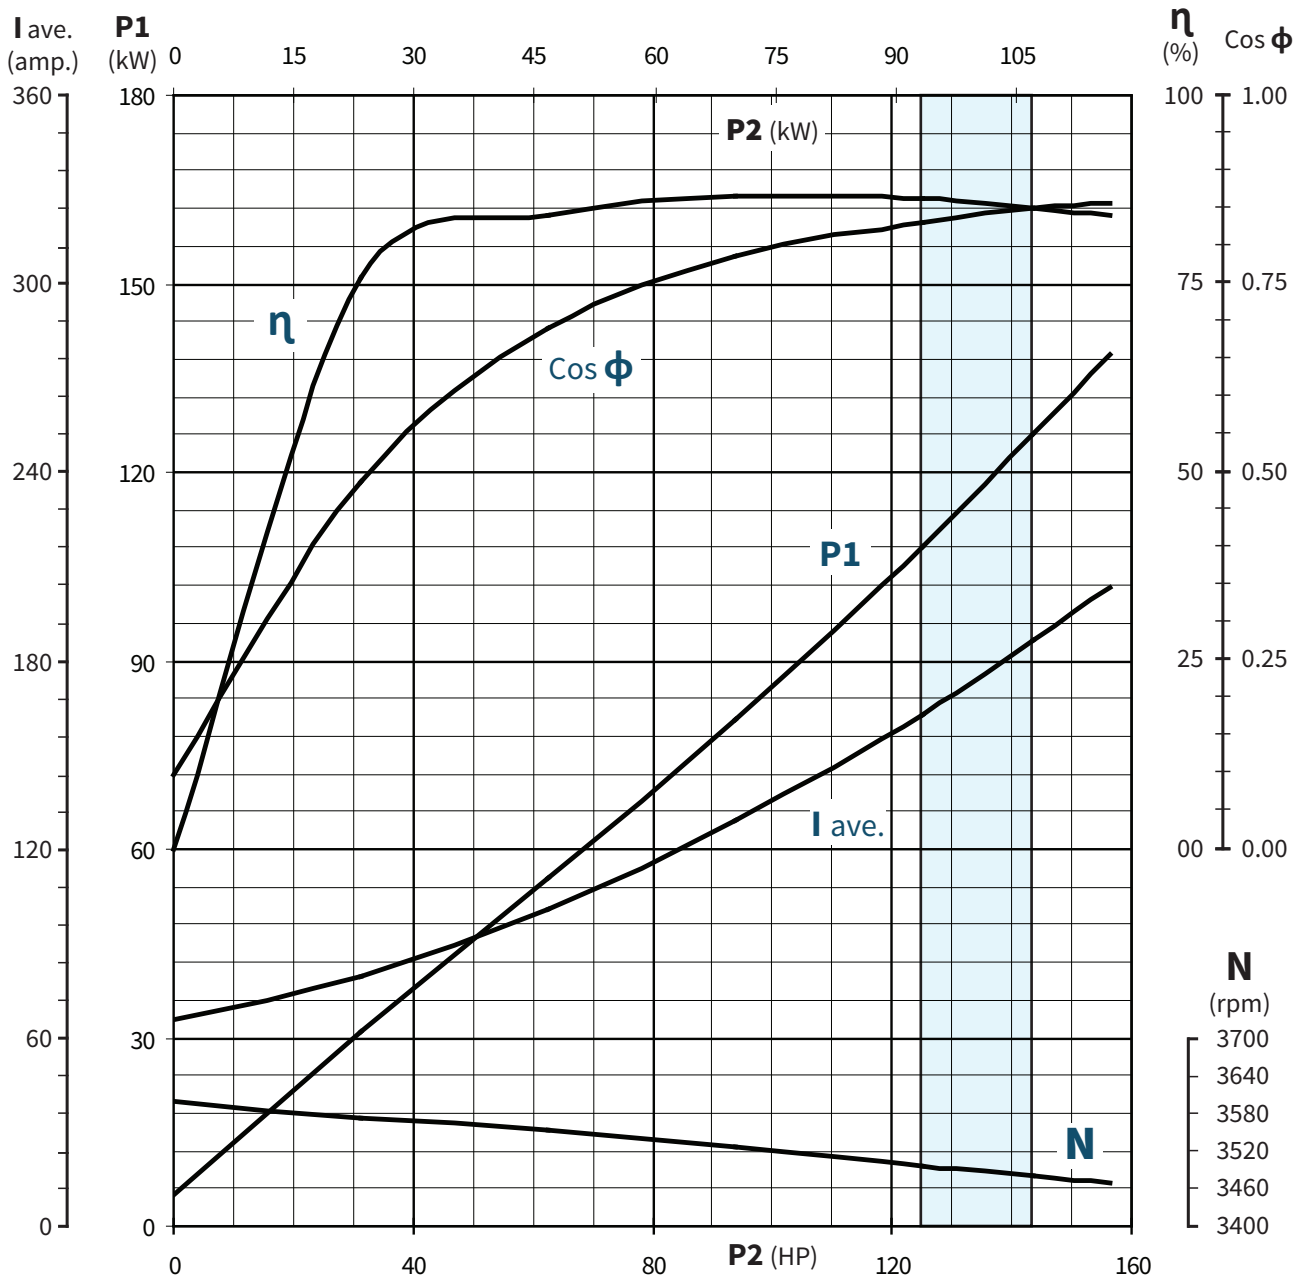 I ave.
(amp.)
P1
(kW)
0 15 30 45 60 75 90 105
η
(%)
Cos ϕ
360 180 100 1.00
P2 (kW)
300 150 75 0.75
η
Cos ϕ
240 120 50 0.50
P1
180 90 25 0.25
I ave.
120 60 00 0.00
N
(rpm)
60 30 3700
3640
3580
N
3520
3460
0 0 3400
0 40 80 P2 (HP) 120 160